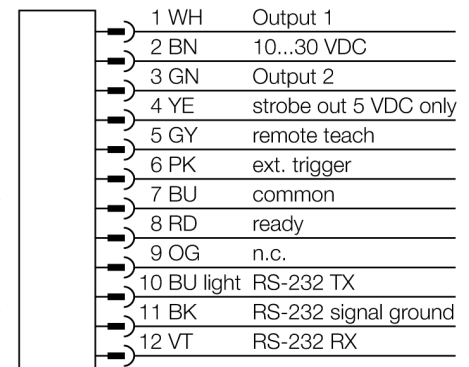 1 WH Output 1
2 BN 10...30 VDC
3 GN Output 2
4 YE strobe out 5 VDC only
5 GY remote teach
6 PK ext. trigger
7 BU common
8 RD ready
9 OG n.c.
10 BU light RS-232 TX
11 BK RS-232 signal ground
12 VT RS-232 RX